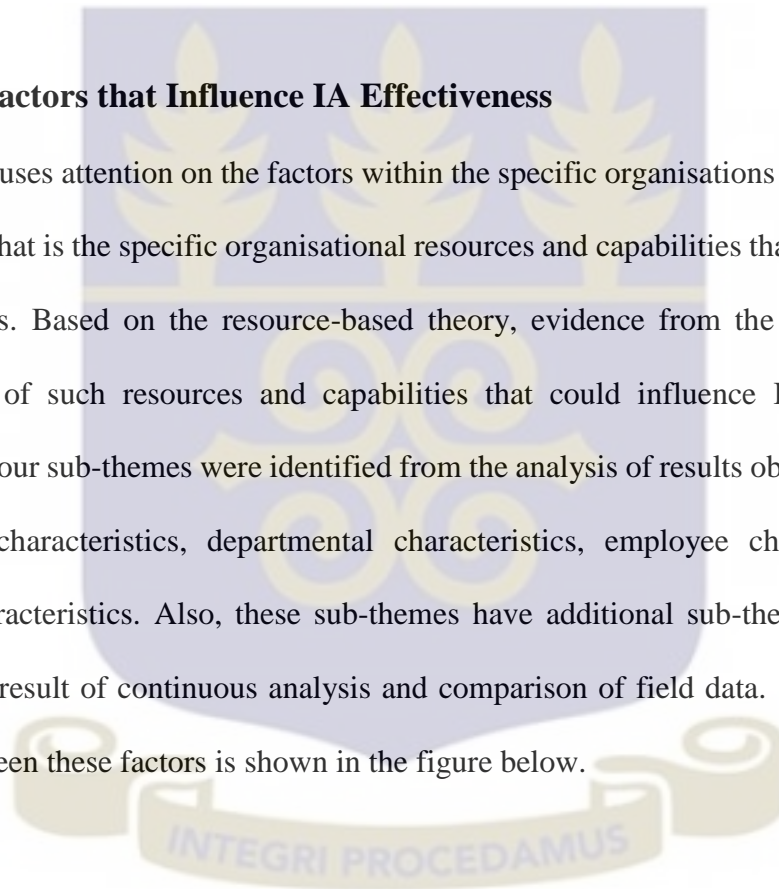 actors that Influence IA Effectiveness
uses attention on the factors within the specific organisations
hat is the specific organisational resources and capabilities tha
s. Based on the resource-based theory, evidence from the
of such resources and capabilities that could influence I
our sub-themes were identified from the analysis of results ob
characteristics, departmental characteristics, employee ch
racteristics. Also, these sub-themes have additional sub-the
result of continuous analysis and comparison of field data.
een these factors is shown in the figure below.
INTEGRI PROCEDAMUS